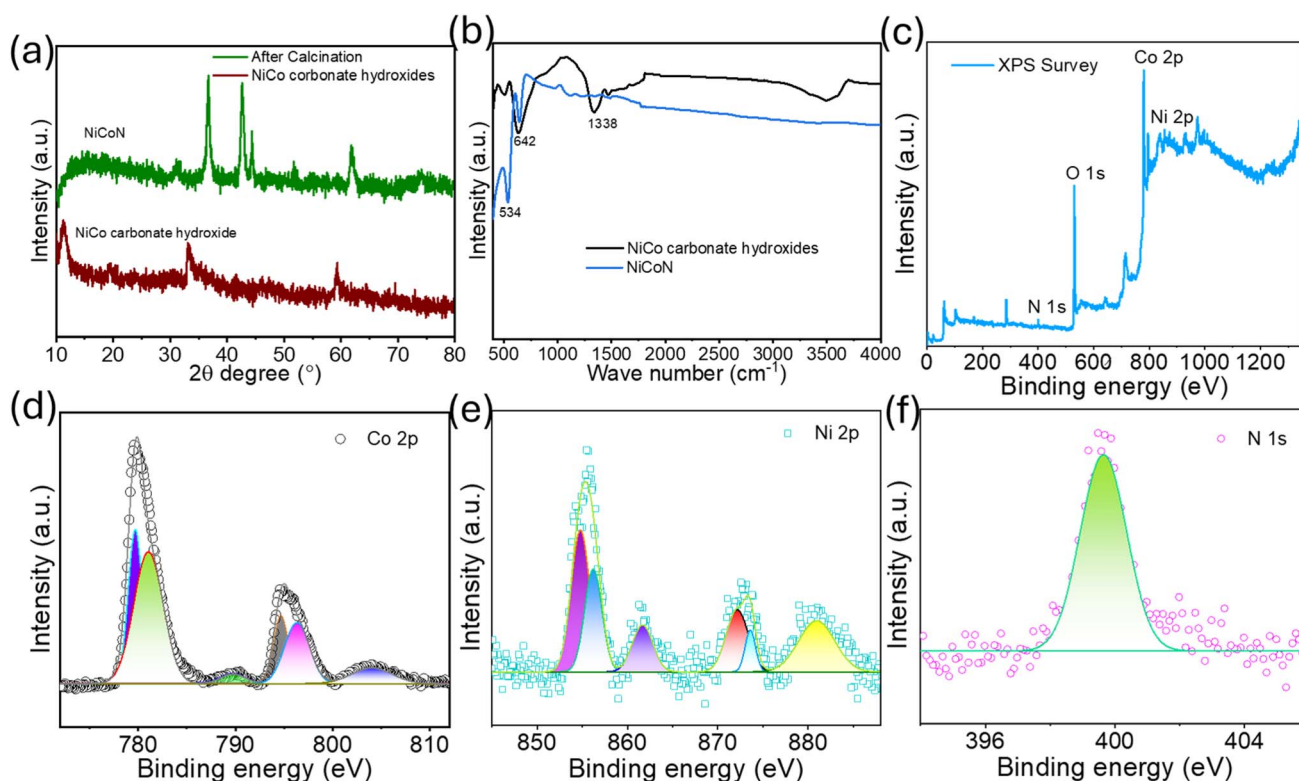 (a)
After Calcination
NiCo carbonate hydroxides
NiCoN
NiCo carbonate hydroxide
Intensity (a.u.)
10 20 30 40 50 60 70 80
2θ degree (°)
(b)
642
1338
534
NiCo carbonate hydroxides
NiCoN
Intensity (a.u.)
500 1000 1500 2000 2500 3000 3500 4000
Wave number (cm⁻¹)
(c)
XPS Survey
Co 2p
Ni 2p
O 1s
N 1s
Intensity (a.u.)
0 200 400 600 800 1000 1200
Binding energy (eV)
(d)
Co 2p
Intensity (a.u.)
780 790 800 810
Binding energy (eV)
(e)
Ni 2p
Intensity (a.u.)
850 860 870 880
Binding energy (eV)
(f)
N 1s
Intensity (a.u.)
396 400 404
Binding energy (eV)